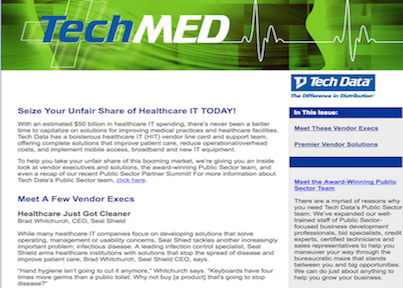 TechMED
Tech Data
The Difference in Distribution
Seize Your Unfair Share of Healthcare IT TODAY!
With an estimated $50 billion in healthcare IT spending, there's never been a better
time to capitalize on solutions for improving medical practices and healthcare facilities.
Tech Data has a boisterous healthcare IT (HIT) vendor line card and support team,
offering complete solutions that improve patient care, reduce operational/overhead
costs, and implement mobile access, broadband and new IT equipment.
To help you take your unfair share of this booming market, we're giving you an inside
look at vendor executives and solutions, the award-winning Public Sector team, and
even a recap of our recent Public Sector Partner Summit! For more information about
Tech Data's Public Sector team, click here.
Meet A Few Vendor Execs
Healthcare Just Got Cleaner
Brad Whitchurch, CEO, Seal Shield
While many healthcare IT companies focus on developing solutions that solve
operating, management or usability concerns, Seal Shield tackles another increasingly
important problem: infectious disease. A leading infection control specialist, Seal
Shield arms healthcare institutions with solutions that stop the spread of disease and
improve patient care, Brad Whitchurch, Seal Shield CEO, says.
"Hand hygiene isn't going to cut it anymore," Whitchurch says. "Keyboards have four
times more germs than a public toilet. Why not buy [a product] that's going to stop
disease?"
In This Issue:
Meet These Vendor Execs
Premier Vendor Solutions
Meet the Award-Winning Public
Sector Team
There are a myriad of reasons why
you need Tech Data's Public Sector
team. We've expanded our well-
trained staff of Public Sector-
focused business development
professionals, bid specialists, credit
experts, certified technicians and
sales representatives to help you
maneuver your way through the
bureaucratic maze that stands
between you and big opportunities.
We can do just about anything to
help you grow your business.